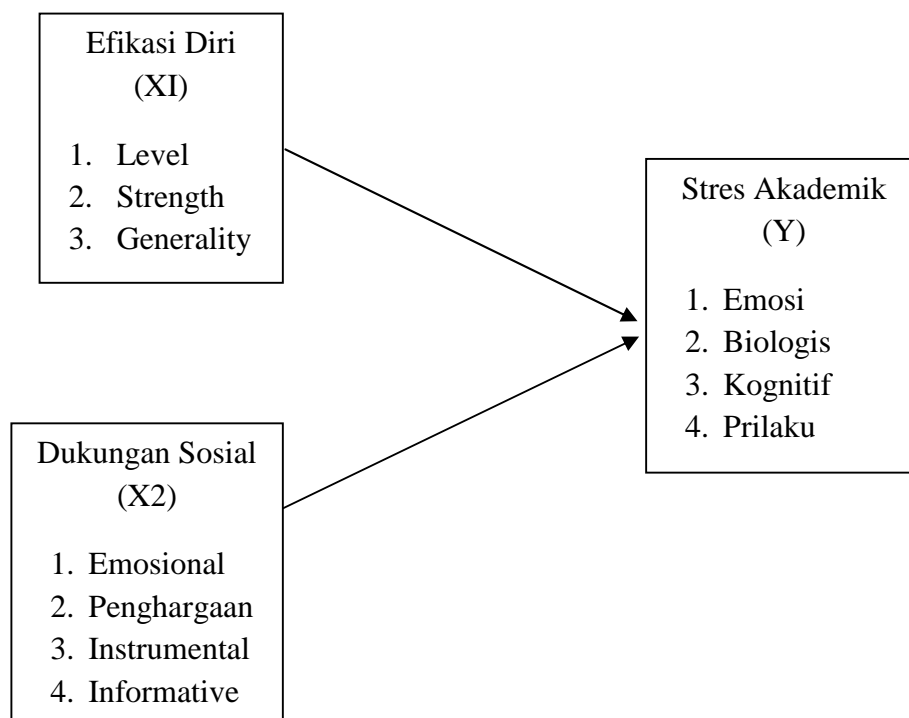 Efikasi Diri
(XI)
1. Level
2. Strength
3. Generality
Stres Akademik
(Y)
1. Emosi
2. Biologis
3. Kognitif
4. Prilaku
Dukungan Sosial
(X2)
1. Emosional
2. Penghargaan
3. Instrumental
4. Informative